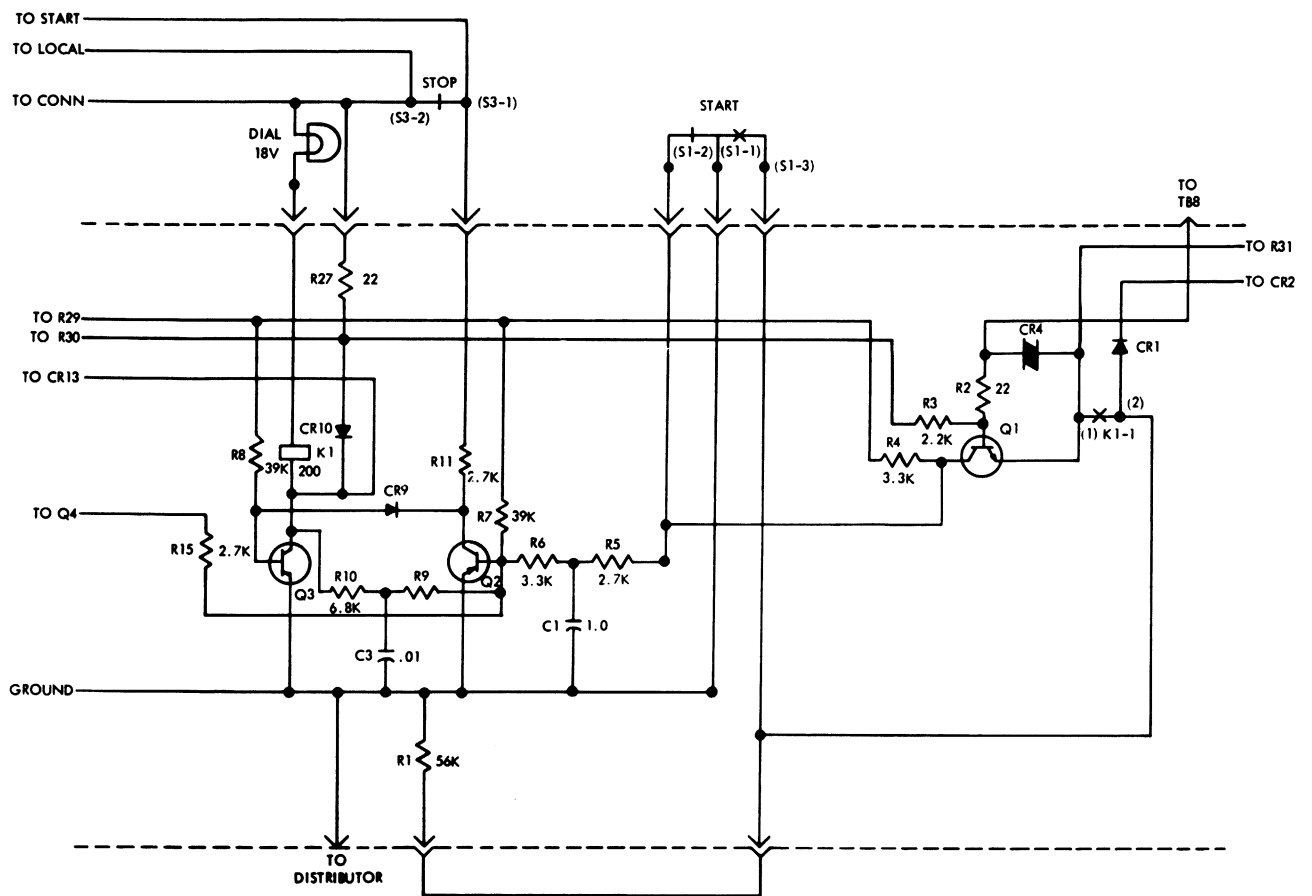 TO START
TO LOCAL
STOP
TO CONN
(S3-2)
(S3-1)
START
DIAL
18V
(S1-2)
(S1-1)
(S1-3)
TO
TB8
TO R31
R27
22
TO CR2
TO R29
TO R30
CR4
CR1
TO CR13
R2
22
R3
2.2K
(2)
(1) K1-1
Q1
R4
3.3K
CR10
K1
200
R8
39K
R11
2.7K
CR9
TO Q4
R7
39K
R15
2.7K
R6
3.3K
R5
2.7K
Q3
Q2
R10
6.8K
R9
C1
1.0
C3
.01
GROUND
R1
56K
TO
DISTRIBUTOR